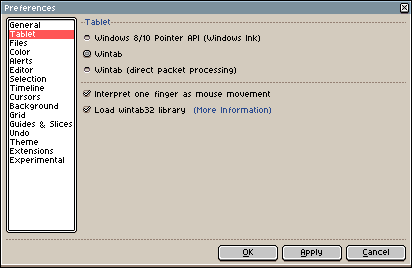 Preferences
General
Tablet
Files
Color
Alerts
Editor
Selection
Timeline
Cursors
Background
Grid
Guides & Slices
Undo
Theme
Extensions
Experimental
Tablet
Windows 8/10 Pointer API (Windows Ink)
Wintab
Wintab (direct packet processing)
Interpret one finger as mouse movement
Load wintab32 library (More Information)
OK Apply Cancel